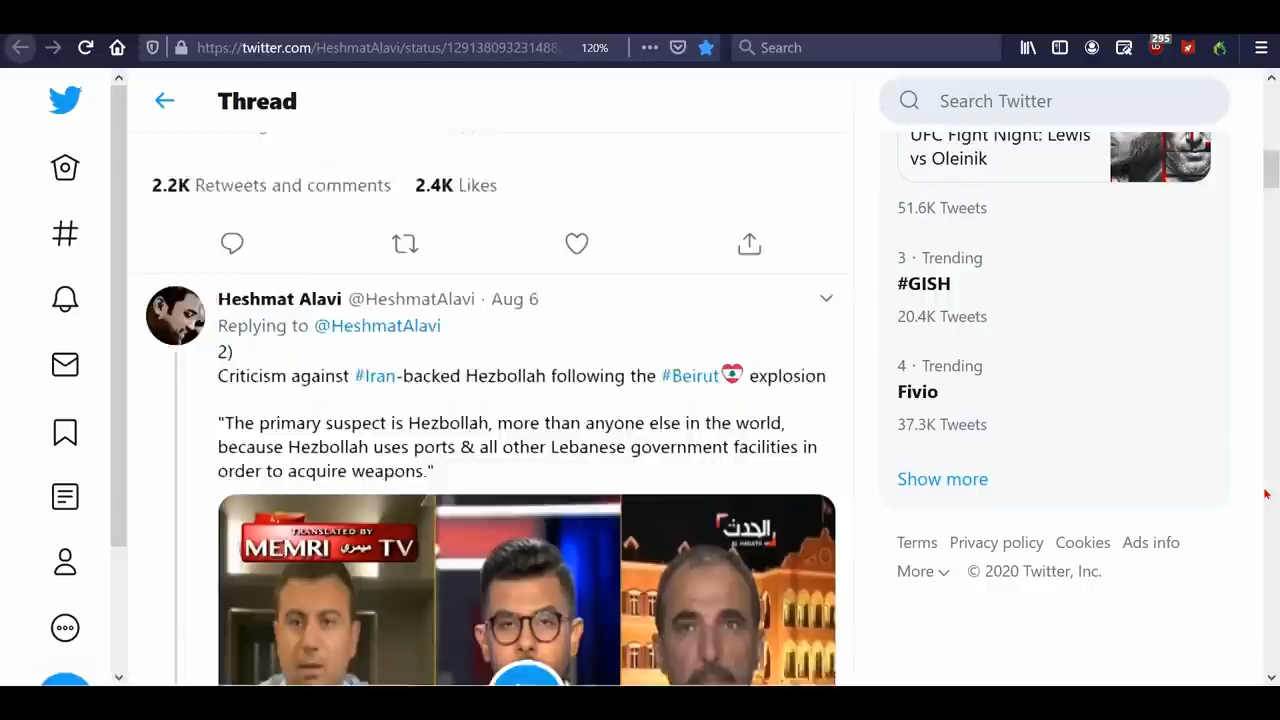 https://twitter.com/HeshmatAlavi/status/129138093231488...
120%
Search
295
Thread
Search Twitter
2.2K Retweets and comments 2.4K Likes
Heshmat Alavi @HeshmatAlavi · Aug 6
Replying to @HeshmatAlavi
2)
Criticism against #Iran-backed Hezbollah following the #Beirut explosion
"The primary suspect is Hezbollah, more than anyone else in the world,
because Hezbollah uses ports & all other Lebanese government facilities in
order to acquire weapons."
TRANSLATED BY
MEMRI ميمري TV
الحدث
UFC Fight Night: Lewis
vs Oleinik
51.6K Tweets
3 · Trending
#GISH
20.4K Tweets
4 · Trending
Fivio
37.3K Tweets
Show more
Terms Privacy policy Cookies Ads info
More © 2020 Twitter, Inc.